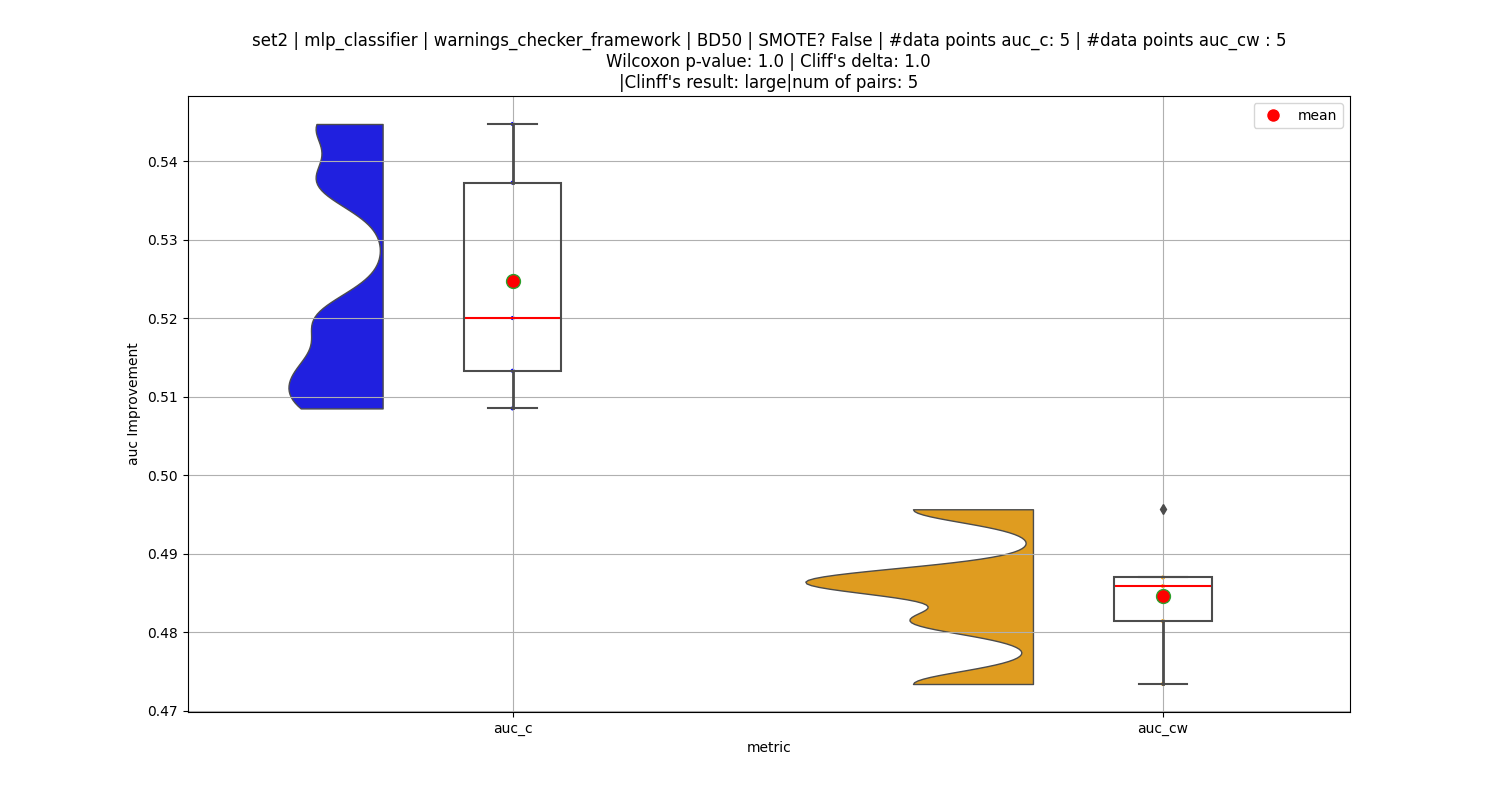 set2 | mlp_classifier | warnings_checker_framework | BD50 | SMOTE? False | #data points auc_c: 5 | #data points auc_cw : 5
Wilcoxon p-value: 1.0 | Cliff's delta: 1.0
|Clinff's result: large|num of pairs: 5
mean
0.54
0.53
0.52
0.51
0.50
0.49
0.48
0.47
auc Improvement
auc_c
auc_cw
metric